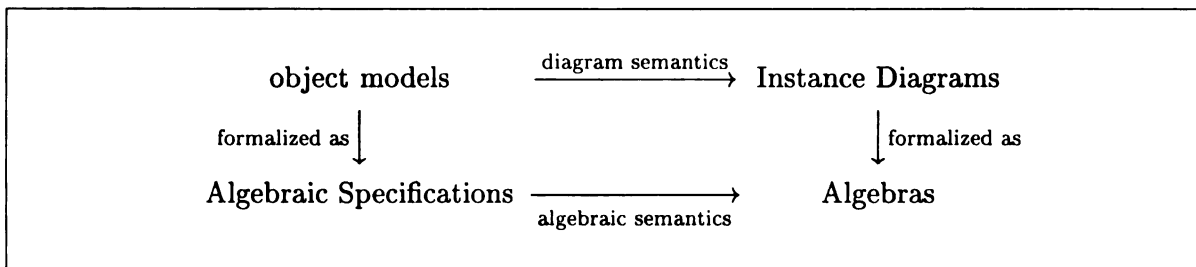 diagram semantics
object models Instance Diagrams
formalized as formalized as
Algebraic Specifications Algebras
algebraic semantics